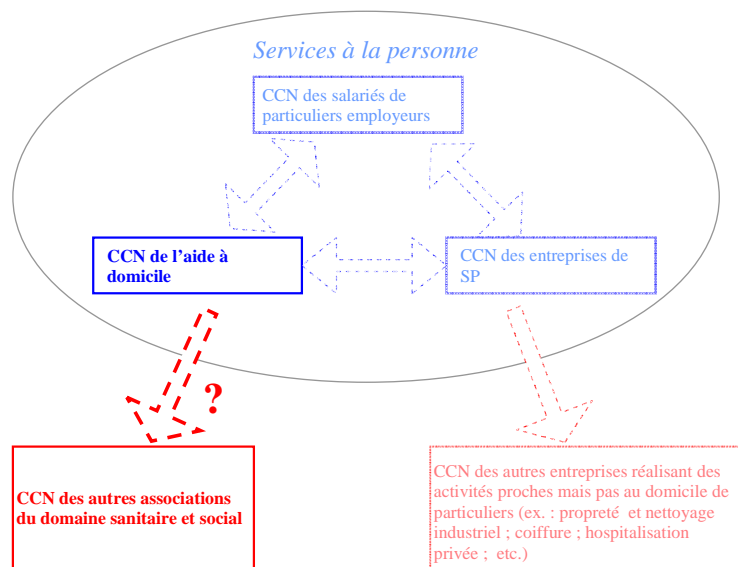 Services à la personne
CCN des salariés de
particuliers employeurs
CCN de l'aide à
domicile
CCN des entreprises de
SP
?
CCN des autres associations
du domaine sanitaire et social
CCN des autres entreprises réalisant des
activités proches mais pas au domicile de
particuliers (ex. : propreté et nettoyage
industriel ; coiffure ; hospitalisation
privée ; etc.)